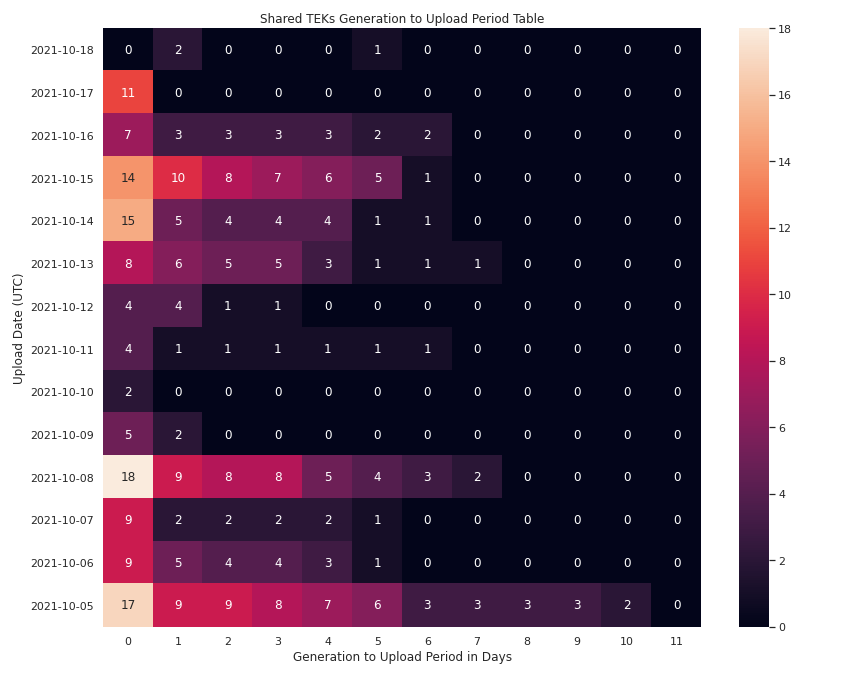 Shared TEKs Generation to Upload Period Table
Upload Date (UTC)
2021-10-18 0 2 0 0 0 1 0 0 0 0 0 0
2021-10-17 11 0 0 0 0 0 0 0 0 0 0 0
2021-10-16 7 3 3 3 3 2 2 0 0 0 0 0
2021-10-15 14 10 8 7 6 5 1 0 0 0 0 0
2021-10-14 15 5 4 4 4 1 1 0 0 0 0 0
2021-10-13 8 6 5 5 3 1 1 1 0 0 0 0
2021-10-12 4 4 1 1 0 0 0 0 0 0 0 0
2021-10-11 4 1 1 1 1 1 1 0 0 0 0 0
2021-10-10 2 0 0 0 0 0 0 0 0 0 0 0
2021-10-09 5 2 0 0 0 0 0 0 0 0 0 0
2021-10-08 18 9 8 8 5 4 3 2 0 0 0 0
2021-10-07 9 2 2 2 2 1 0 0 0 0 0 0
2021-10-06 9 5 4 4 3 1 0 0 0 0 0 0
2021-10-05 17 9 9 8 7 6 3 3 3 3 2 0
0 1 2 3 4 5 6 7 8 9 10 11
Generation to Upload Period in Days
18
16
14
12
10
8
6
4
2
0